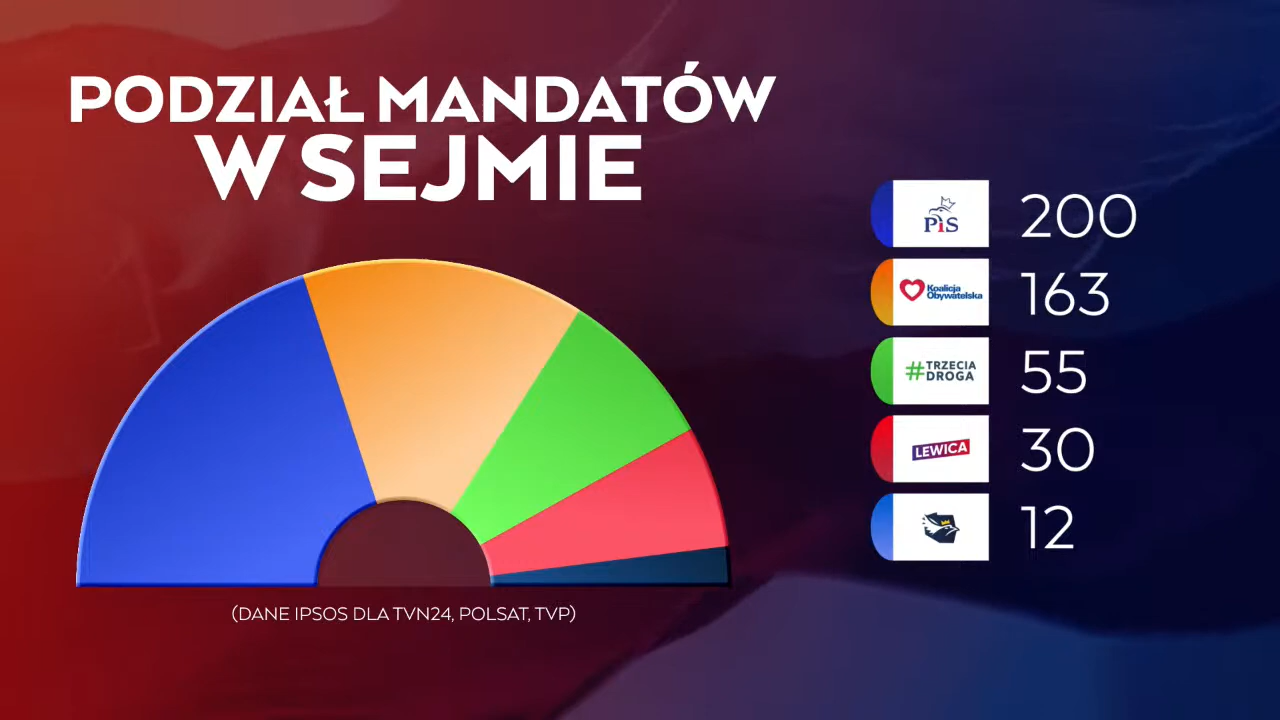 PODZIAŁ MANDATÓW
W SEJMIE
PiS 200
Koalicja
Obywatelska 163
#TRZECIA
DROGA 55
LEWICA 30
12
(DANE IPSOS DLA TVN24, POLSAT, TVP)